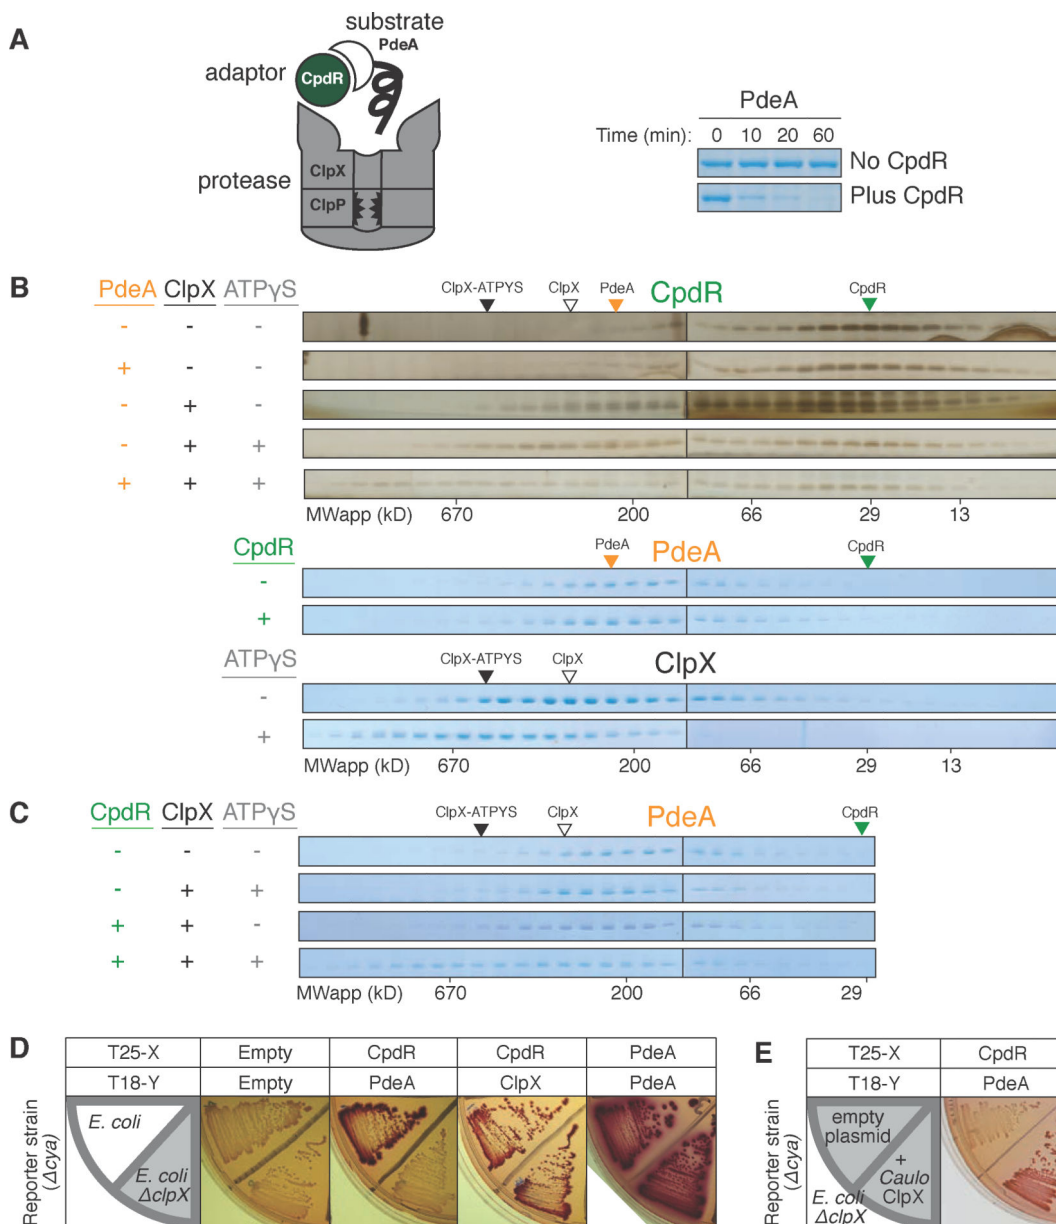 A
substrate
PdeA
adaptor
CpdR
protease
ClpX
ClpP
PdeA
Time (min): 0 10 20 60
No CpdR
Plus CpdR
B
PdeA ClpX ATPγS
ClpX-ATPYS ClpX PdeA CpdR CpdR
- - -
+ - -
- + -
- + +
+ + +
MWapp (kD) 670 200 66 29 13
CpdR
PdeA PdeA CpdR
-
+
ATPγS
ClpX-ATPYS ClpX ClpX
-
+
MWapp (kD) 670 200 66 29 13
C
CpdR ClpX ATPγS
ClpX-ATPYS ClpX PdeA CpdR
- - -
- + +
+ + -
+ + +
MWapp (kD) 670 200 66 29
D
T25-X Empty CpdR CpdR PdeA
T18-Y Empty PdeA ClpX PdeA
Reporter strain
(Δcya)
E. coli
E. coli
ΔclpX
E
T25-X CpdR
T18-Y PdeA
Reporter strain
(Δcya)
empty
plasmid
+
Caulo
ClpX
E. coli
ΔclpX